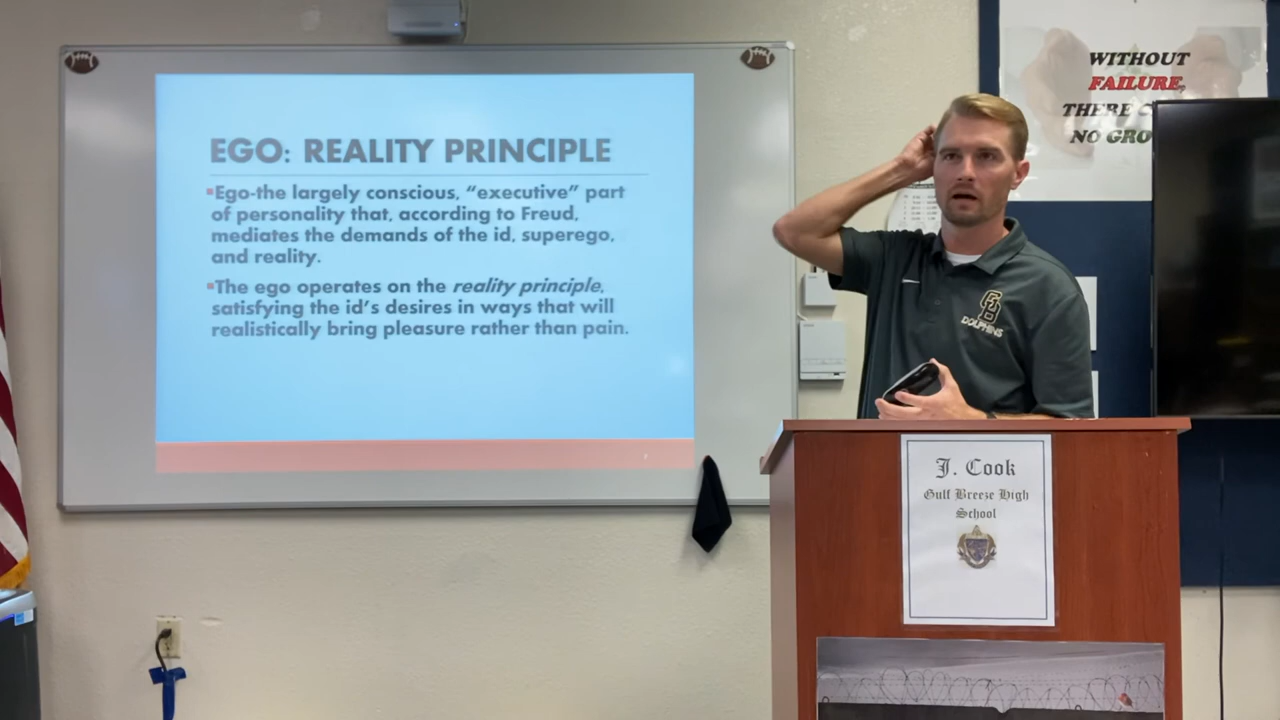 EGO: REALITY PRINCIPLE
▪Ego-the largely conscious, “executive” part
of personality that, according to Freud,
mediates the demands of the id, superego,
and reality.
▪The ego operates on the reality principle,
satisfying the id’s desires in ways that will
realistically bring pleasure rather than pain.
WITHOUT
FAILURE,
THERE
NO
GB
DOLPHINS
J. Cook
Gulf Breeze High
School